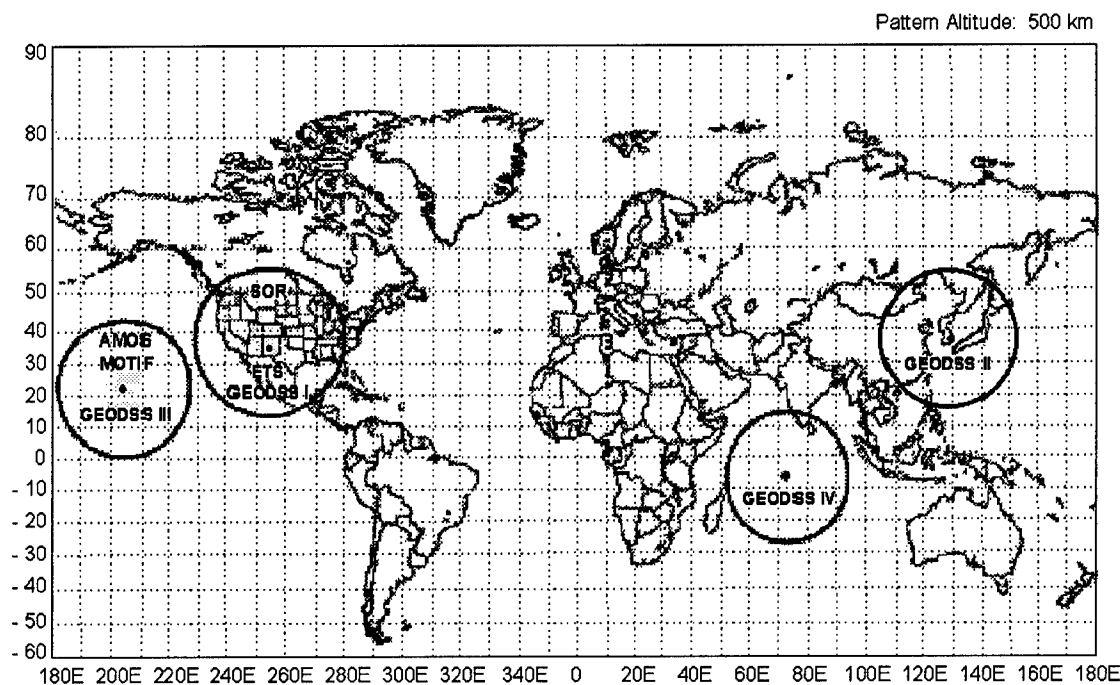 Pattern Altitude: 500 km
90
80
70
60
50
40
30
20
10
0
- 10
- 20
- 30
- 40
- 50
- 60
SOR
AMOS
MOTIF
ETS
GEODSS I
GEODSS II
GEODSS III
GEODSS IV
180E 200E 220E 240E 260E 280E 300E 320E 340E 0 20E 40E 60E 80E 100E 120E 140E 160E 180E